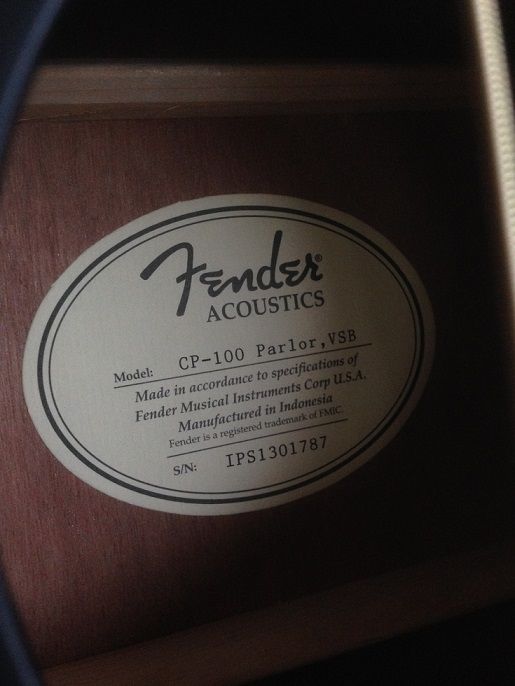 Fender®
ACOUSTICS
Model: CP-100 Parlor,VSB
Made in accordance to specifications of
Fender Musical Instruments Corp U.S.A.
Manufactured in Indonesia
Fender is a registered trademark of FMIC.
S/N: IPS1301787